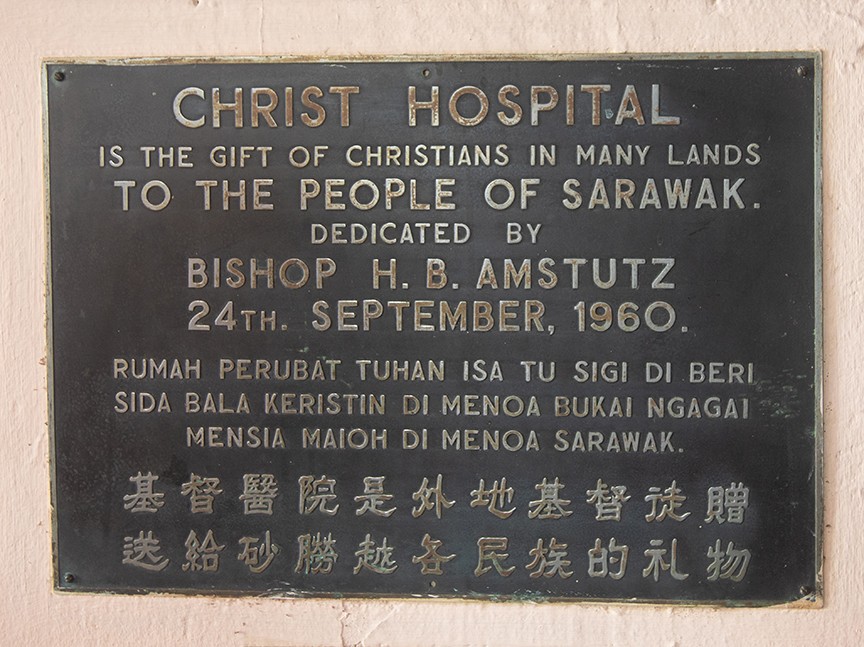 CHRIST HOSPITAL
IS THE GIFT OF CHRISTIANS IN MANY LANDS
TO THE PEOPLE OF SARAWAK.
DEDICATED BY
BISHOP H. B. AMSTUTZ
24TH. SEPTEMBER, 1960.
RUMAH PERUBAT TUHAN ISA TU SIGI DI BERI
SIDA BALA KERISTIN DI MENOA BUKAI NGAGAI
MENSIA MAIOH DI MENOA SARAWAK.
基督醫院是外地基督徒贈
送給砂朥越各民族的礼物